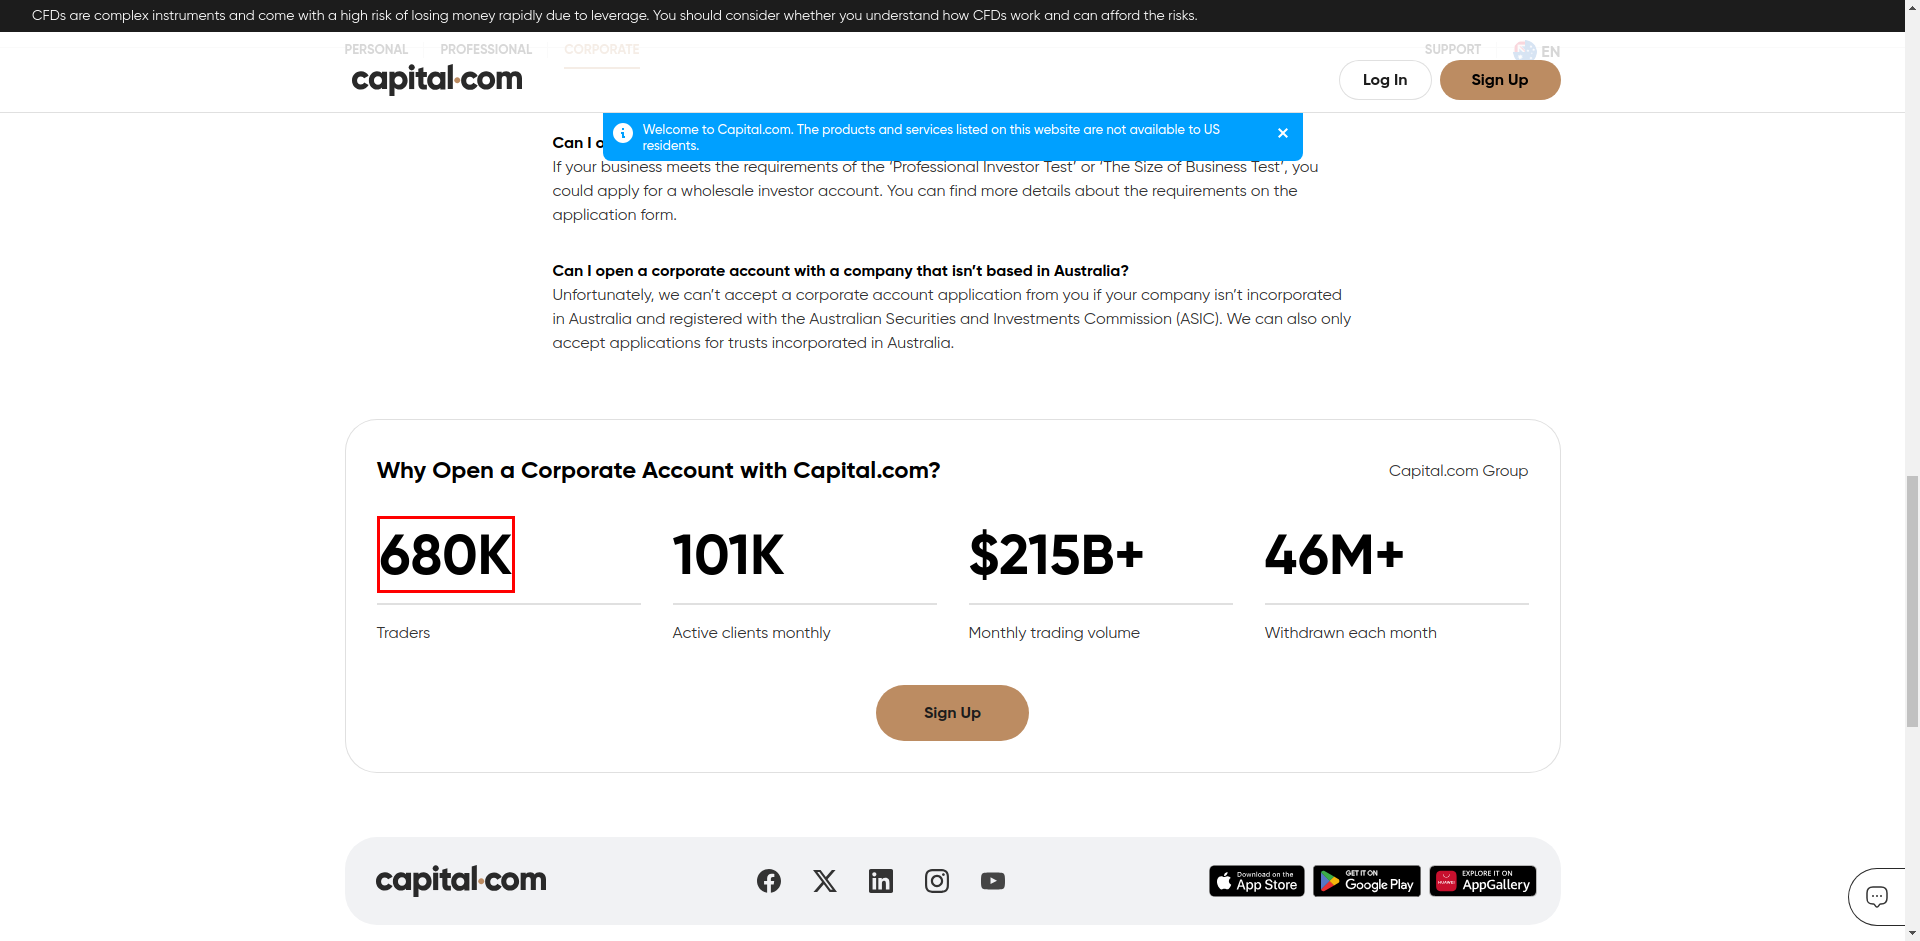 CFDs are complex instruments and come with a high risk of losing money rapidly due to leverage. You should consider whether you understand how CFDs work and can afford the risks.
PERSONAL PROFESSIONAL CORPORATE SUPPORT EN
capital.com Log In Sign Up
Welcome to Capital.com. The products and services listed on this website are not available to US
residents.
Can I o
If your business meets the requirements of the ‘Professional Investor Test’ or ‘The Size of Business Test’, you
could apply for a wholesale investor account. You can find more details about the requirements on the
application form.
Can I open a corporate account with a company that isn’t based in Australia?
Unfortunately, we can’t accept a corporate account application from you if your company isn’t incorporated
in Australia and registered with the Australian Securities and Investments Commission (ASIC). We can also only
accept applications for trusts incorporated in Australia.
Why Open a Corporate Account with Capital.com? Capital.com Group
680K 101K $215B+ 46M+
Traders Active clients monthly Monthly trading volume Withdrawn each month
Sign Up
capital.com
Download on the App Store
GET IT ON Google Play
HUAWEI EXPLORE IT ON AppGallery